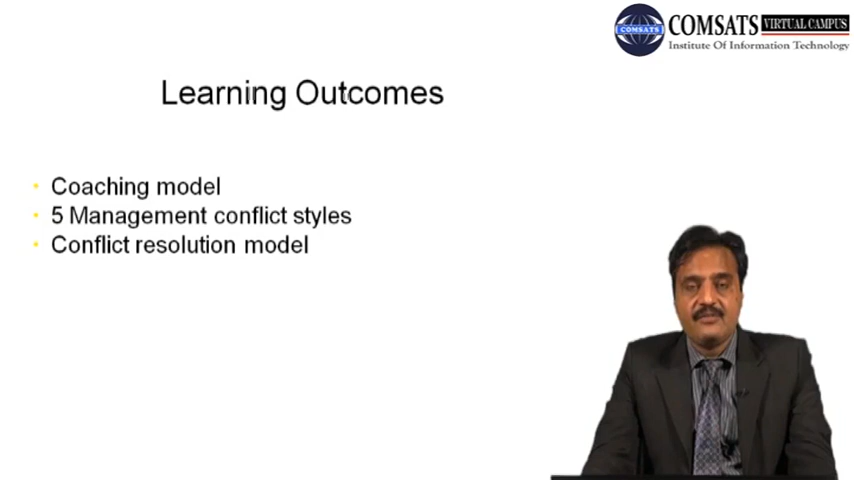 COMSATS
COMSATS VIRTUAL CAMPUS
Institute Of Information Technology
Learning Outcomes
Coaching model
5 Management conflict styles
Conflict resolution model